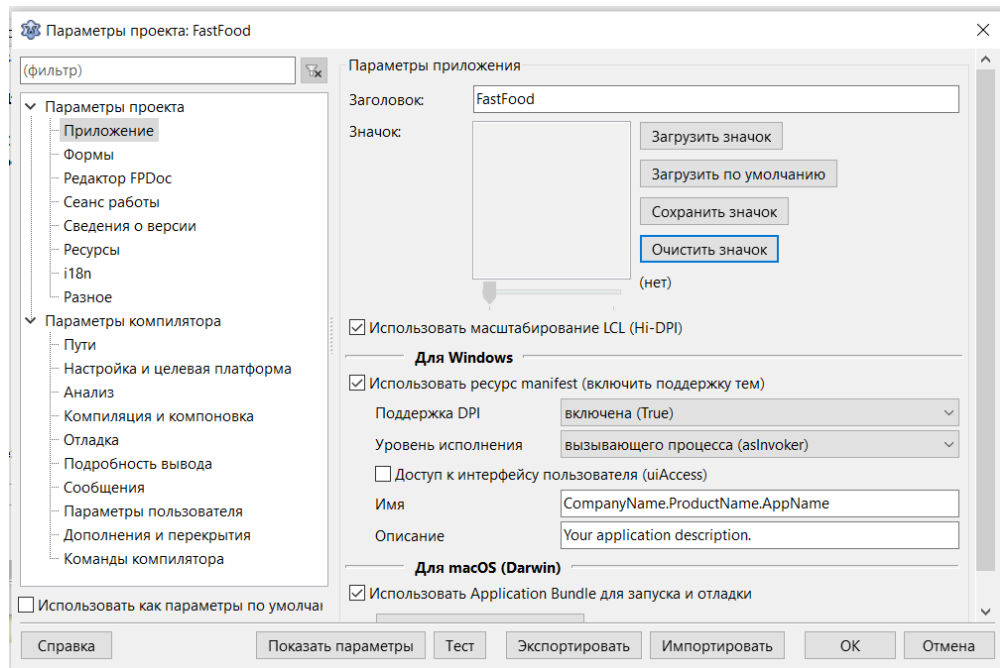 Параметры проекта: FastFood
(фильтр)
Параметры проекта
Приложение
Формы
Редактор FPDoc
Сеанс работы
Сведения о версии
Ресурсы
i18n
Разное
Параметры компилятора
Пути
Настройка и целевая платформа
Анализ
Компиляция и компоновка
Отладка
Подробность вывода
Сообщения
Параметры пользователя
Дополнения и перекрытия
Команды компилятора
Использовать как параметры по умолчан
Параметры приложения
Заголовок: FastFood
Значок:
Загрузить значок
Загрузить по умолчанию
Сохранить значок
Очистить значок
(нет)
Использовать масштабирование LCL (Hi-DPI)
Для Windows
Использовать ресурс manifest (включить поддержку тем)
Поддержка DPI включена (True)
Уровень исполнения вызывающего процесса (asInvoker)
Доступ к интерфейсу пользователя (uiAccess)
Имя CompanyName.ProductName.AppName
Описание Your application description.
Для macOS (Darwin)
Использовать Application Bundle для запуска и отладки
Справка Показать параметры Тест Экспортировать Импортировать OK Отмена